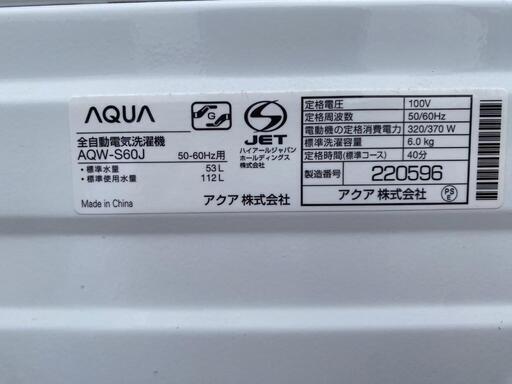 AQUA
G
S
JET
ハイアールジャパン
ホールディングス
株式会社
全自動電気洗濯機
AQW-S60J 50-60Hz用
・標準水量 53L
・標準使用水量 112L
Made in China
アクア 株式会社
定格電圧 100V
定格周波数 50/60Hz
電動機の定格消費電力 320/370 W
標準洗濯容量 6.0 kg
定格時間(標準コース) 40分
製造番号 220596
アクア 株式会社
PS
E